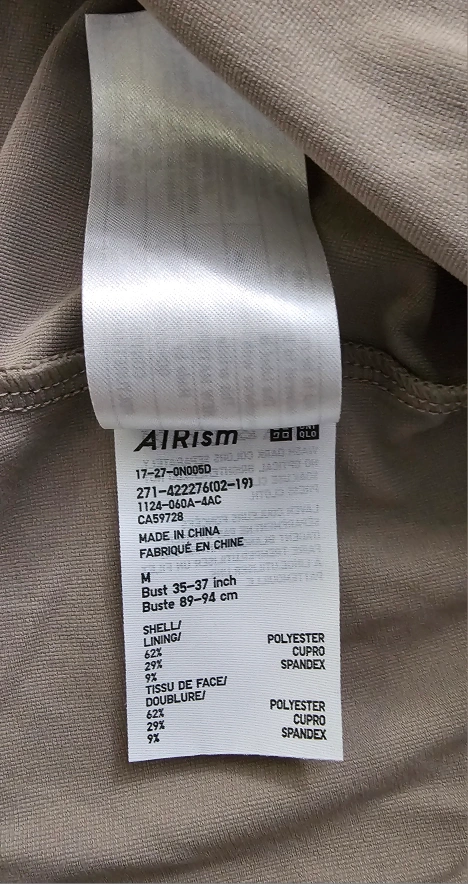 AIRism
17-27-0N005D
271-422276(02-19)
1124-060A-4AC
CA59728
MADE IN CHINA
FABRIQUÉ EN CHINE
M
Bust 35-37 inch
Buste 89-94 cm
SHELL/
LINING/
62% POLYESTER
29% CUPRO
9% SPANDEX
TISSU DE FACE/
DOUBLURE/
62% POLYESTER
29% CUPRO
9% SPANDEX